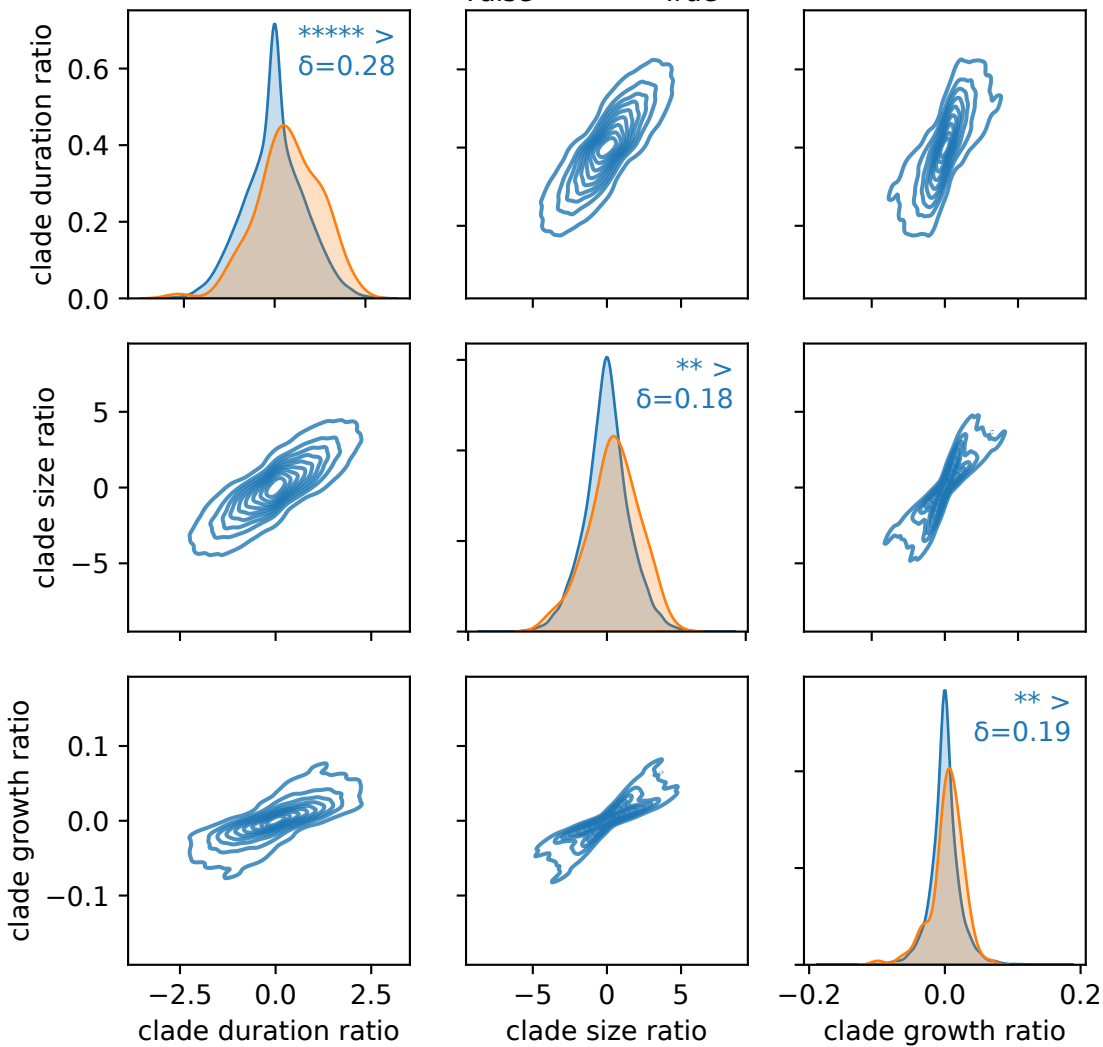 clade duration ratio
0.6
0.4
0.2
0.0
***** >
δ=0.28
clade size ratio
5
0
−5
** >
δ=0.18
clade growth ratio
0.1
0.0
−0.1
** >
δ=0.19
−2.5 0.0 2.5
−5 0 5
−0.2 0.0 0.2
clade duration ratio
clade size ratio
clade growth ratio